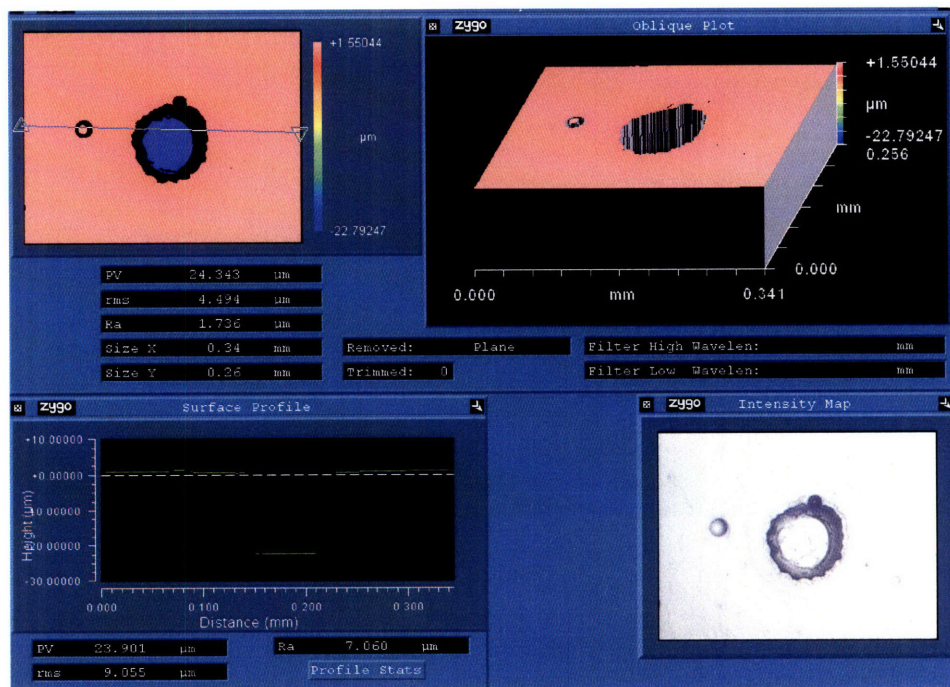 +1.55044
µm
-22.79247
zygo Oblique Plot
+1.55044
µm
-22.79247
0.256
mm
0.000
0.000 mm 0.341
PV 24.343 µm
rms 4.494 µm
Ra 1.736 µm
Size X 0.34 mm
Size Y 0.26 mm
Removed: Plane
Trimmed: 0
Filter High Wavelen: mm
Filter Low Wavelen: mm
zygo Surface Profile
+10.00000
+0.00000
-10.00000
-20.00000
-30.00000
Height (µm)
0.000 0.100 0.200 0.300
Distance (mm)
PV 23.901 µm
rms 9.055 µm
Ra 7.060 µm
Profile Stats
zygo Intensity Map